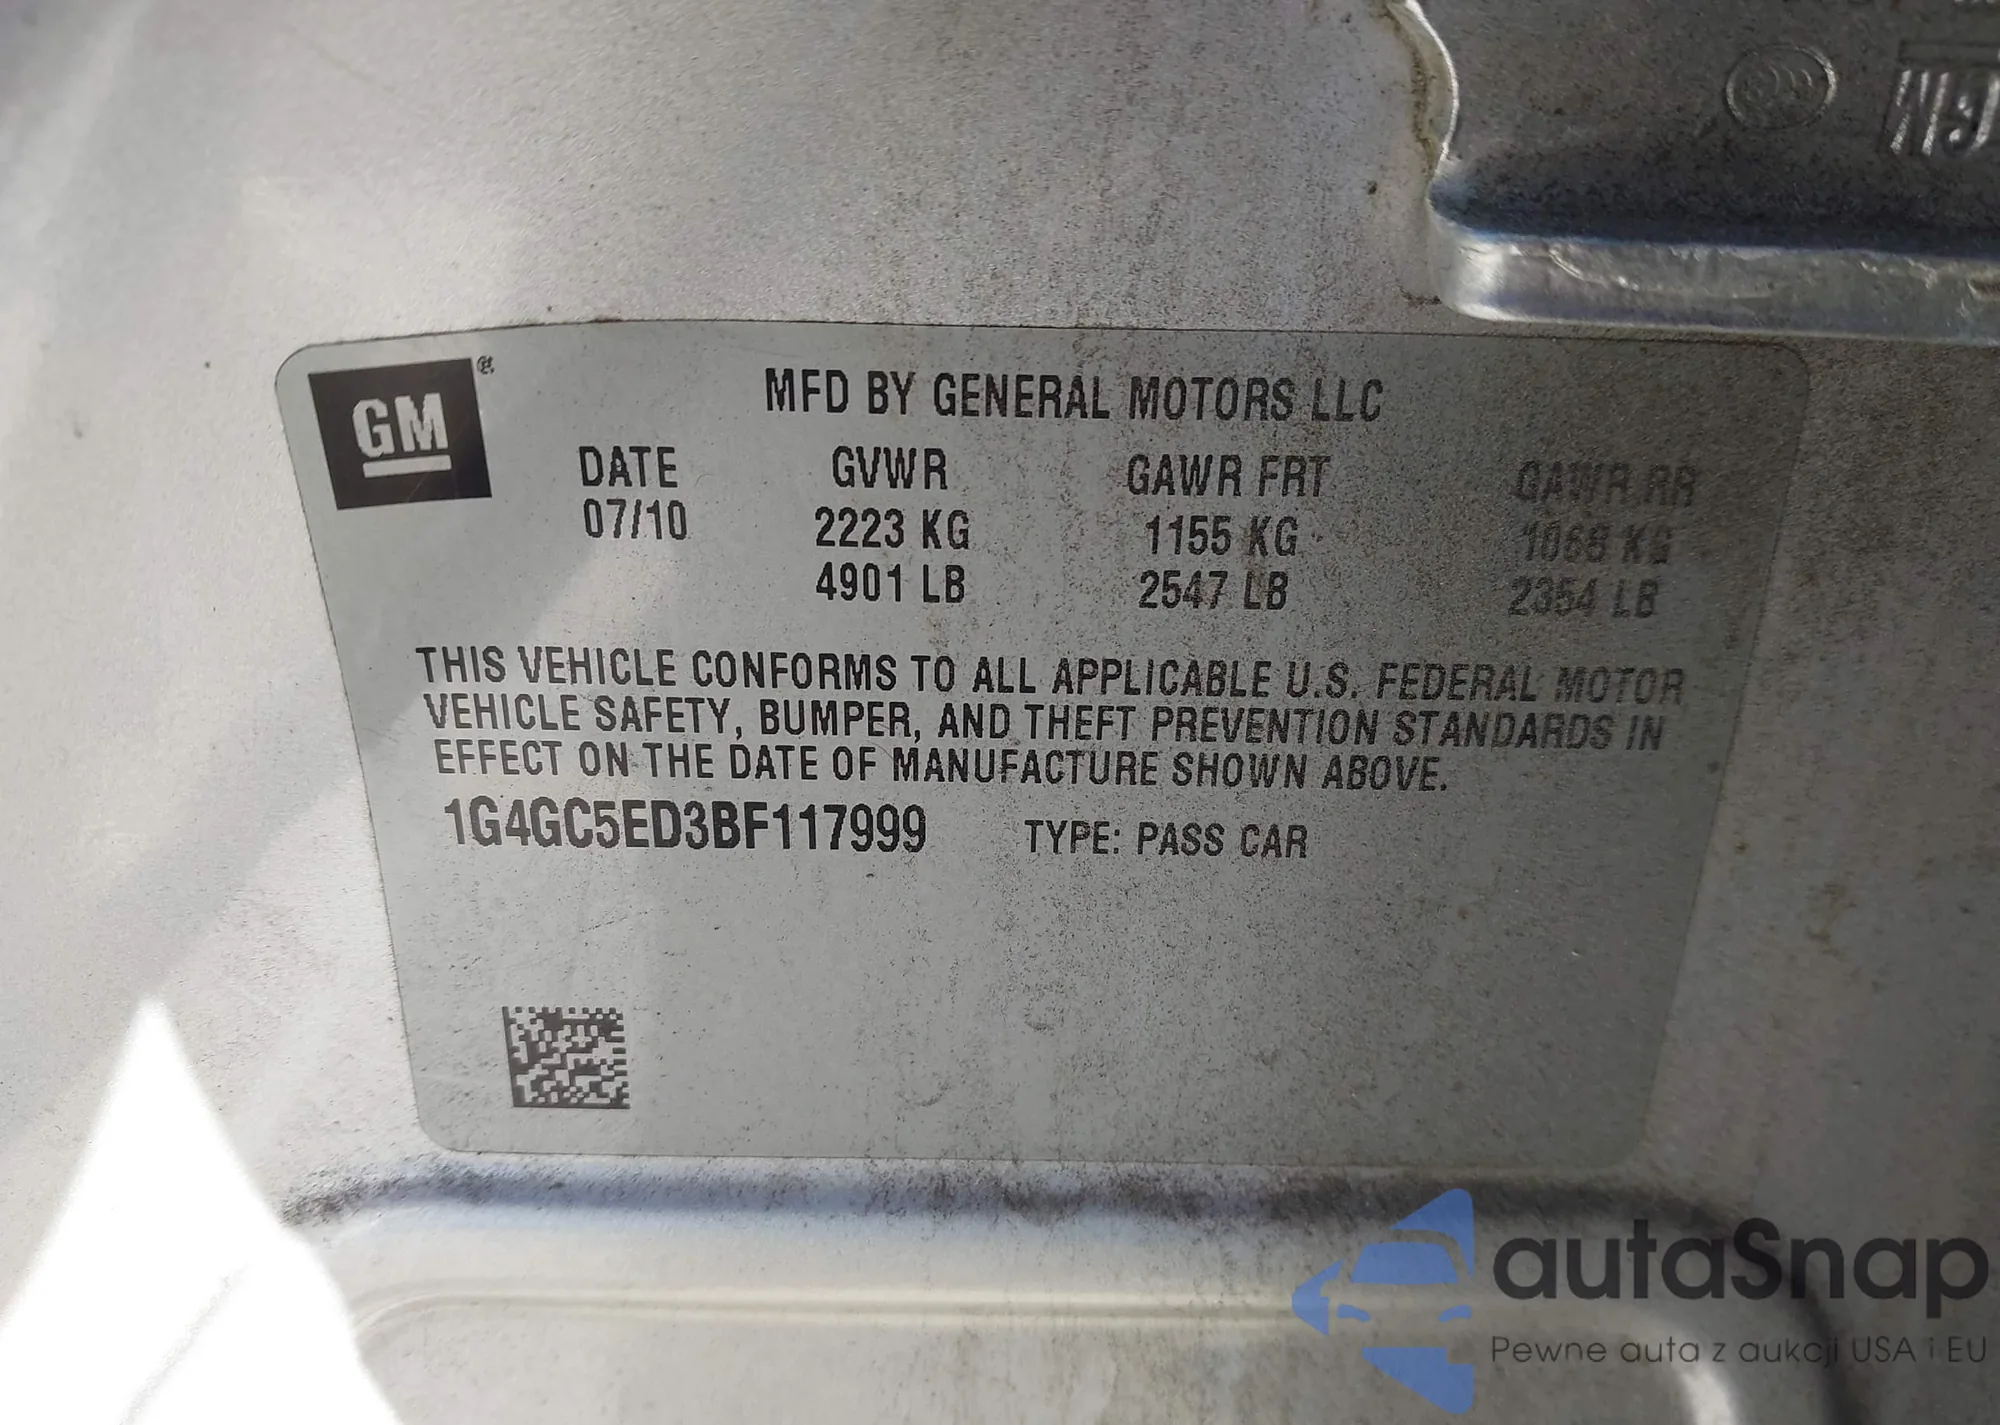 GM
GM ®
MFD BY GENERAL MOTORS LLC
DATE GVWR GAWR FRT GAWR RR
07/10 2223 KG 1155 KG 1068 KG
4901 LB 2547 LB 2354 LB
THIS VEHICLE CONFORMS TO ALL APPLICABLE U.S. FEDERAL MOTOR
VEHICLE SAFETY, BUMPER, AND THEFT PREVENTION STANDARDS IN
EFFECT ON THE DATE OF MANUFACTURE SHOWN ABOVE.
1G4GC5ED3BF117999 TYPE: PASS CAR
autaSnap
Pewne auta z aukcji USA i EU